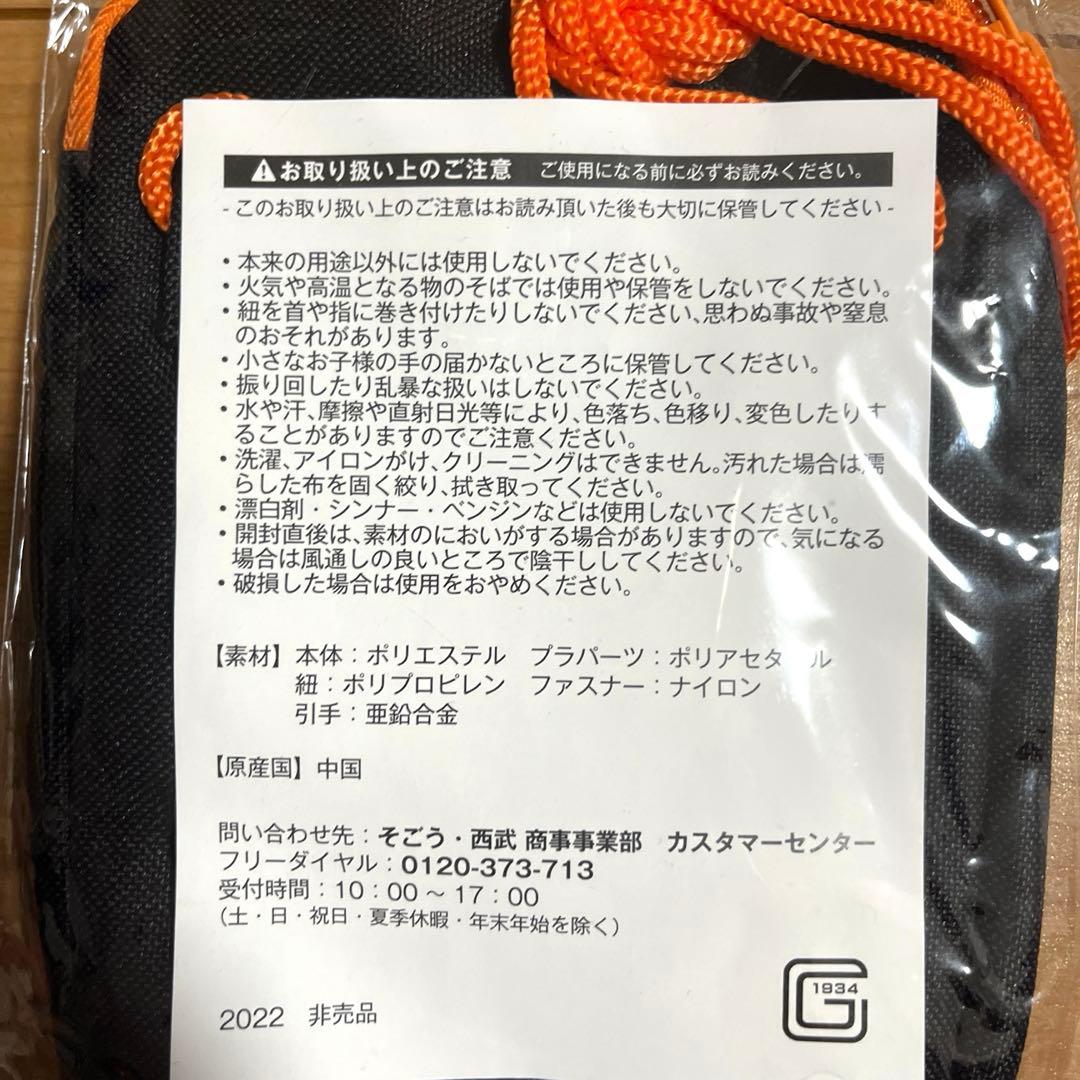 ⚠お取り扱い上のご注意　ご使用になる前に必ずお読みください。
- このお取り扱い上のご注意はお読み頂いた後も大切に保管してください -
・本来の用途以外には使用しないでください。
・火気や高温となる物のそばでは使用や保管をしないでください。
・紐を首や指に巻き付けたりしないでください、思わぬ事故や窒息
のおそれがあります。
・小さなお子様の手の届かないところに保管してください。
・振り回したり乱暴な扱いはしないでください。
・水や汗、摩擦や直射日光等により、色落ち、色移り、変色したりす
ることがありますのでご注意ください。
・洗濯、アイロンがけ、クリーニングはできません。汚れた場合は濡
らした布を固く絞り、拭き取ってください。
・漂白剤・シンナー・ベンジンなどは使用しないでください。
・開封直後は、素材のにおいがする場合がありますので、気になる
場合は風通しの良いところで陰干ししてください。
・破損した場合は使用をおやめください。
【素材】本体：ポリエステル　プラパーツ：ポリアセタール
紐：ポリプロピレン　ファスナー：ナイロン
引手：亜鉛合金
【原産国】中国
問い合わせ先：そごう・西武 商事事業部　カスタマーセンター
フリーダイヤル：0120-373-713
受付時間：10：00～17：00
（土・日・祝日・夏季休暇・年末年始を除く）
G 1934
2022　非売品